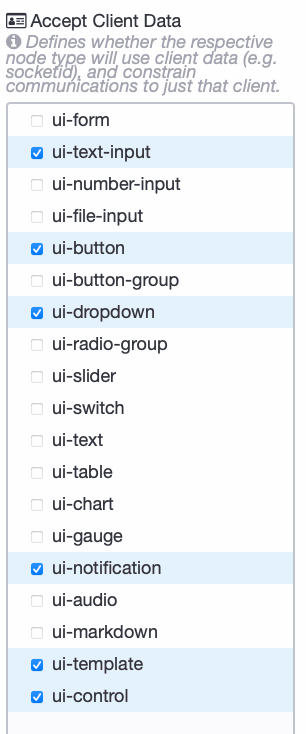 Accept Client Data
Defines whether the respective
node type will use client data (e.g.
socketid), and constrain
communications to just that client.
ui-form
ui-text-input
ui-number-input
ui-file-input
ui-button
ui-button-group
ui-dropdown
ui-radio-group
ui-slider
ui-switch
ui-text
ui-table
ui-chart
ui-gauge
ui-notification
ui-audio
ui-markdown
ui-template
ui-control